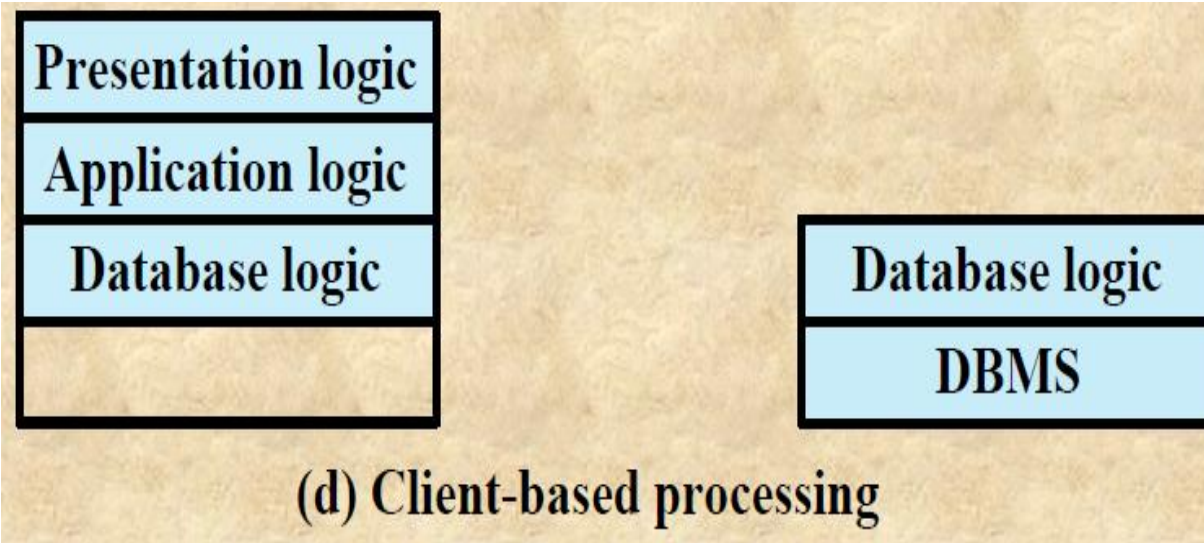 Presentation logic
Application logic
Database logic
Database logic
DBMS
(d) Client-based processing